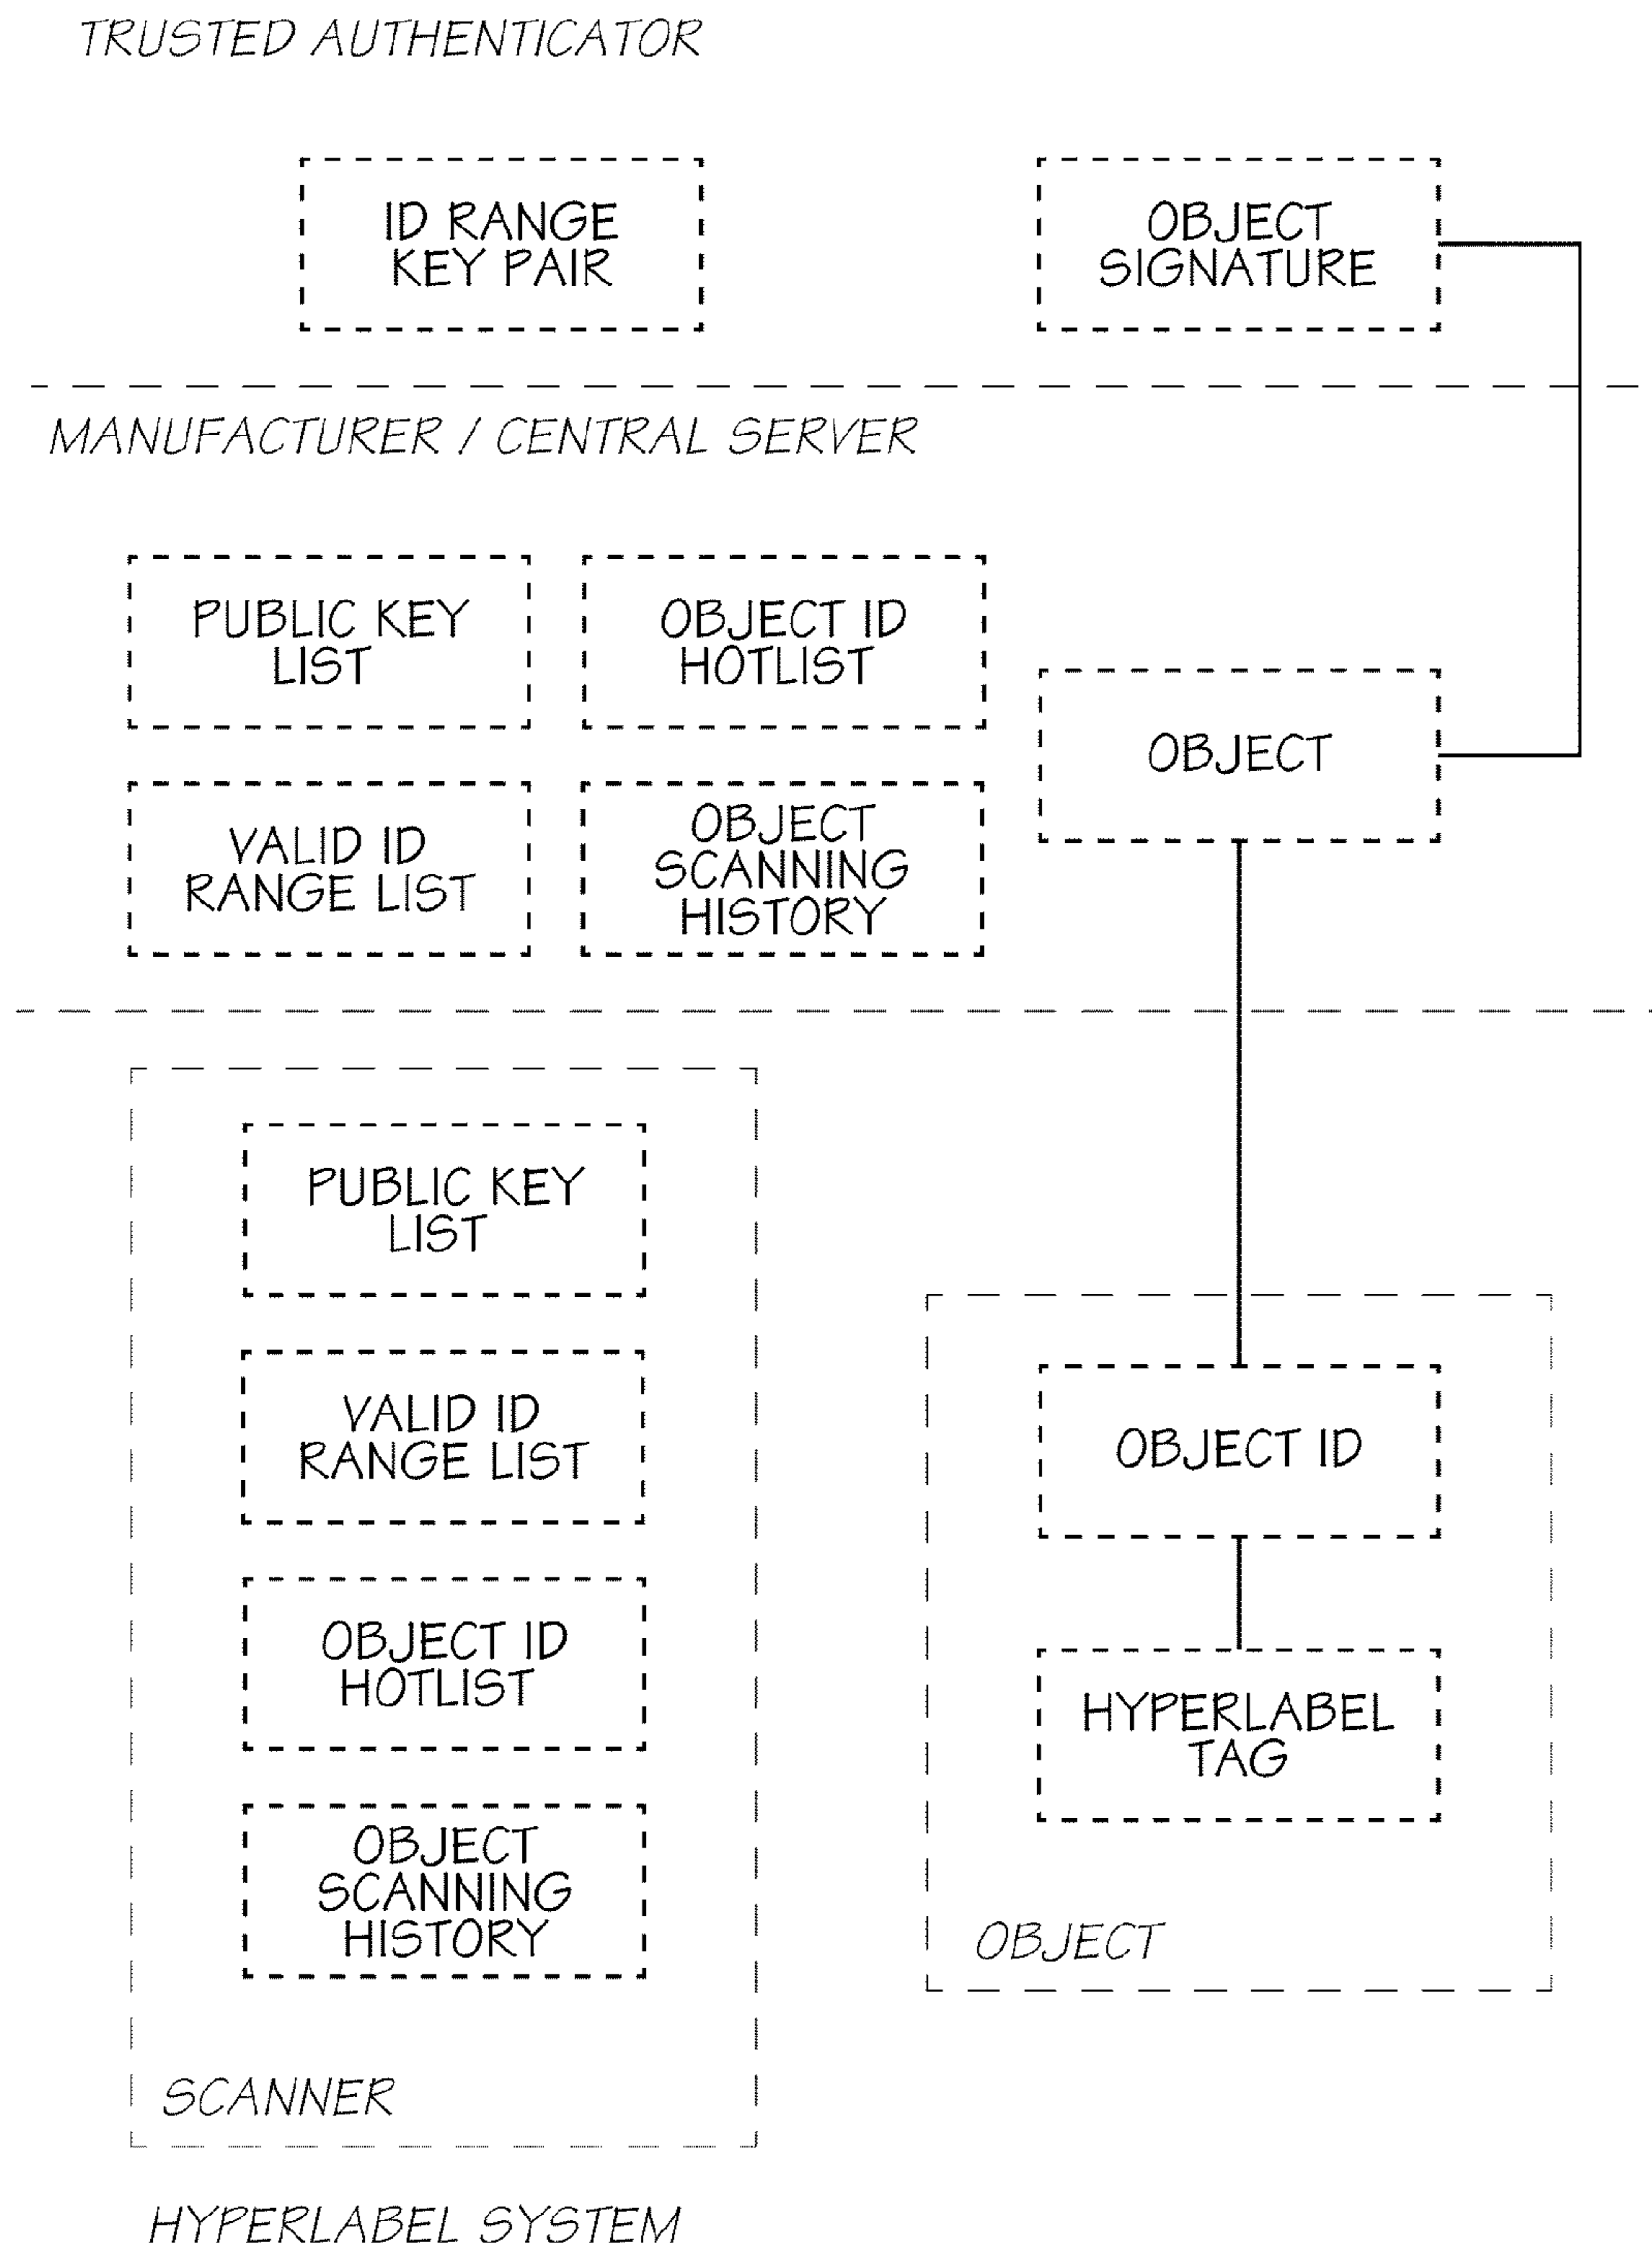 TRUSTED AUTHENTICATOR
ID RANGE
KEY PAIR
OBJECT
SIGNATURE
MANUFACTURER / CENTRAL SERVER
PUBLIC KEY
LIST
OBJECT ID
HOTLIST
OBJECT
VALID ID
RANGE LIST
OBJECT
SCANNING
HISTORY
PUBLIC KEY
LIST
VALID ID
RANGE LIST
OBJECT ID
HOTLIST
OBJECT
SCANNING
HISTORY
SCANNER
OBJECT ID
HYPERLABEL
TAG
OBJECT
HYPERLABEL SYSTEM